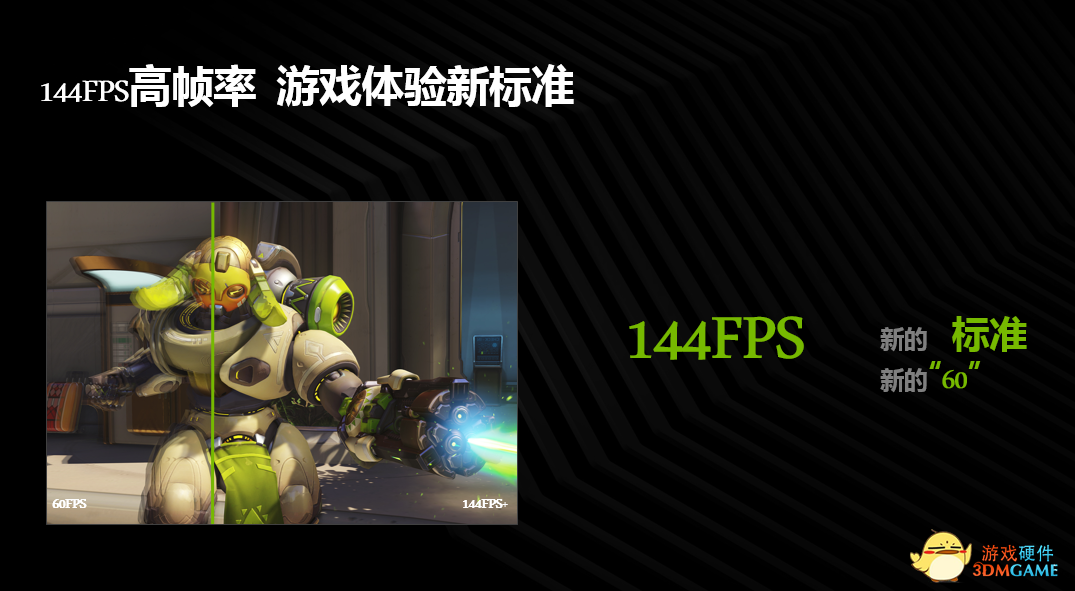 144FPS高帧率 游戏体验新标准
60FPS
144FPS+
144FPS
新的 标准
新的“60”
游戏硬件
3DMGAME